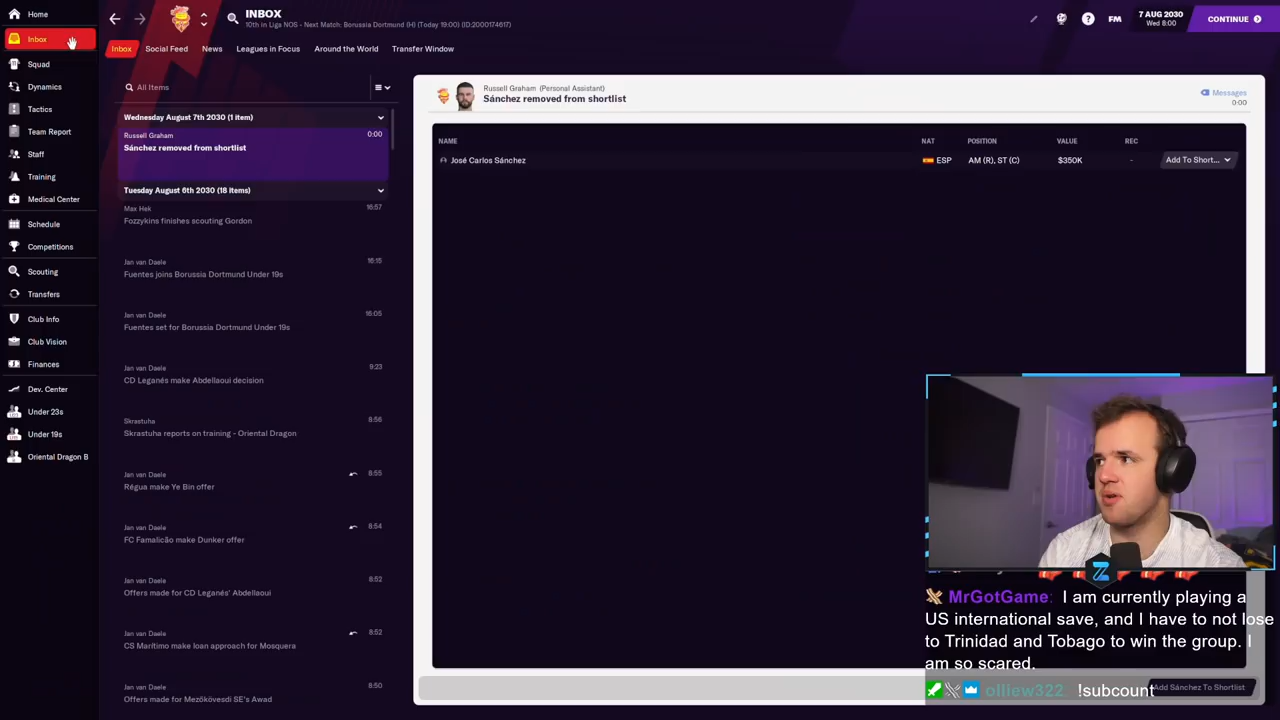 Home
INBOX
10th in Liga NOS - Next Match: Borussia Dortmund (H) (Today 19:00) (ID:2000174617)
FM
7 AUG 2030
Wed 8:00
CONTINUE
Inbox
Squad
Dynamics
Tactics
Team Report
Staff
Training
Medical Center
Schedule
Competitions
Scouting
Transfers
Club Info
Club Vision
Finances
Dev. Center
Under 23s
Under 19s
Oriental Dragon B
Inbox Social Feed News Leagues in Focus Around the World Transfer Window
All Items
Wednesday August 7th 2030 (1 item)
Russell Graham 0:00
Sánchez removed from shortlist
Tuesday August 6th 2030 (18 items)
Max Hek 16:57
Fozzykins finishes scouting Gordon
Jan van Daele 16:15
Fuentes joins Borussia Dortmund Under 19s
Jan van Daele 16:05
Fuentes set for Borussia Dortmund Under 19s
Jan van Daele 9:23
CD Leganés make Abdellaoui decision
Skrastuha 8:56
Skrastuha reports on training - Oriental Dragon
Jan van Daele 8:55
Régua make Ye Bin offer
Jan van Daele 8:54
FC Famalicão make Dunker offer
Jan van Daele 8:52
Offers made for CD Leganés' Abdellaoui
Jan van Daele 8:52
CS Marítimo make loan approach for Mosquera
Jan van Daele 8:50
Offers made for Mezőkövesdi SE's Awad
Russell Graham (Personal Assistant)
Sánchez removed from shortlist
Messages
0:00
NAME NAT POSITION VALUE REC
José Carlos Sánchez ESP AM (R), ST (C) $350K - Add To Short...
MrGotGame: I am currently playing a
US international save, and I have to not lose
to Trinidad and Tobago to win the group. I
am so scared.
olliew322: !subcount
Add Sánchez To Shortlist